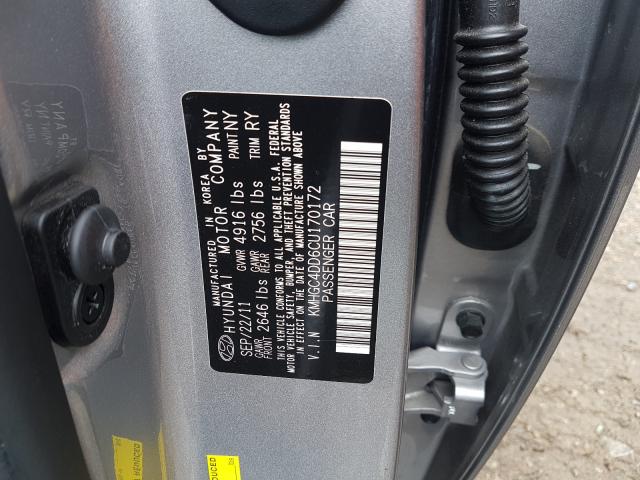 MANUFACTURED IN KOREA BY
HYUNDAI MOTOR COMPANY
SEP/22/11 GVWR 4916 lbs PAINT NY
GAWR FRONT 2646 lbs GAWR REAR 2756 lbs TRIM RY
THIS VEHICLE CONFORMS TO ALL APPLICABLE U.S.A. FEDERAL
MOTOR VEHICLE SAFETY, BUMPER, AND THEFT PREVENTION STANDARDS
IN EFFECT ON THE DATE OF MANUFACTURE SHOWN ABOVE
V.I.N KMHGC4DD6CU170172
PASSENGER CAR
REDUCED
lbs